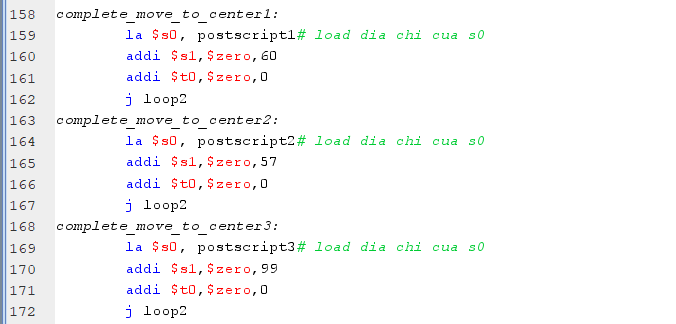 158 complete_move_to_center1:
159 la $s0, postscript1# load dia chi cua s0
160 addi $s1,$zero,60
161 addi $t0,$zero,0
162 j loop2
163 complete_move_to_center2:
164 la $s0, postscript2# load dia chi cua s0
165 addi $s1,$zero,57
166 addi $t0,$zero,0
167 j loop2
168 complete_move_to_center3:
169 la $s0, postscript3# load dia chi cua s0
170 addi $s1,$zero,99
171 addi $t0,$zero,0
172 j loop2